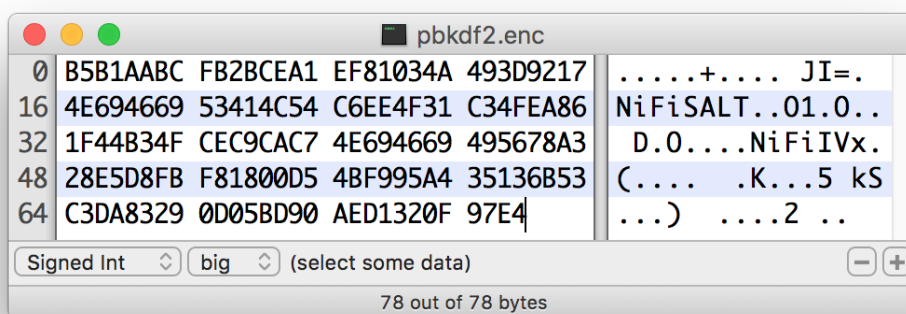 pbkdf2.enc
0 B5B1AABC FB2BCEA1 EF81034A 493D9217 .....+.... JI=.
16 4E694669 53414C54 C6EE4F31 C34FEA86 NiFiSALT..O1.O..
32 1F44B34F CEC9CAC7 4E694669 495678A3 D.O....NiFiIVx.
48 28E5D8FB F81800D5 4BF995A4 35136B53 (.... .K...5 kS
64 C3DA8329 0D05BD90 AED1320F 97E4 ...) ....2 ..
Signed Int big (select some data)
78 out of 78 bytes